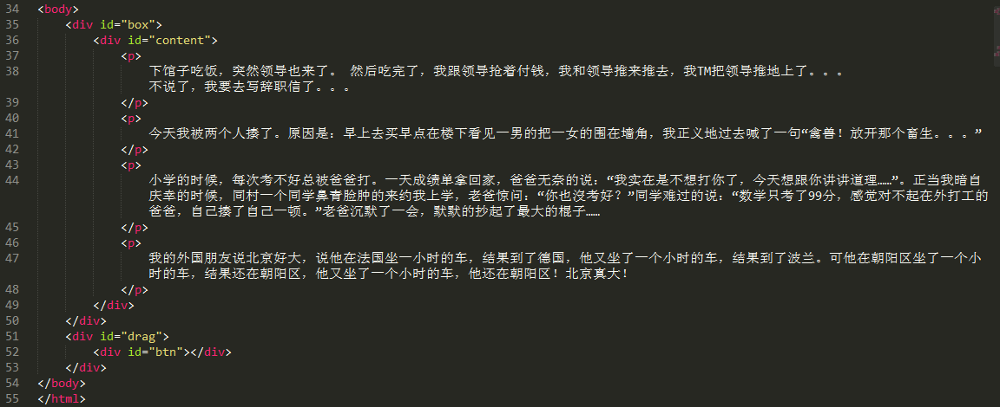 34 <body>
35 <div id="box">
36 <div id="content">
37 <p>
38 下馆子吃饭，突然领导也来了。 然后吃完了，我跟领导抢着付钱，我和领导推来推去，我TM把领导推地上了。。。
不说了，我要去写辞职信了。。。
39 </p>
40 <p>
41 今天我被两个人揍了。原因是：早上去买早点在楼下看见一男的把一女的围在墙角，我正义地过去喊了一句“禽兽！放开那个畜生。。。”
42 </p>
43 <p>
44 小学的时候，每次考不好总被爸爸打。一天成绩单拿回家，爸爸无奈的说：“我实在是不想打你了，今天想跟你讲讲道理……”。正当我暗自
庆幸的时候，同村一个同学鼻青脸肿的来约我上学，老爸惊问：“你也沒考好？”同学难过的说：“数学只考了99分，感觉对不起在外打工的
爸爸，自己揍了自己一顿。”老爸沉默了一会，默默的抄起了最大的棍子……
45 </p>
46 <p>
47 我的外国朋友说北京好大，说他在法国坐一小时的车，结果到了德国，他又坐了一个小时的车，结果到了波兰。可他在朝阳区坐了一个小
时的车，结果还在朝阳区，他又坐了一个小时的车，他还在朝阳区！北京真大！
48 </p>
49 </div>
50 </div>
51 <div id="drag">
52 <div id="btn"></div>
53 </div>
54 </body>
55 </html>